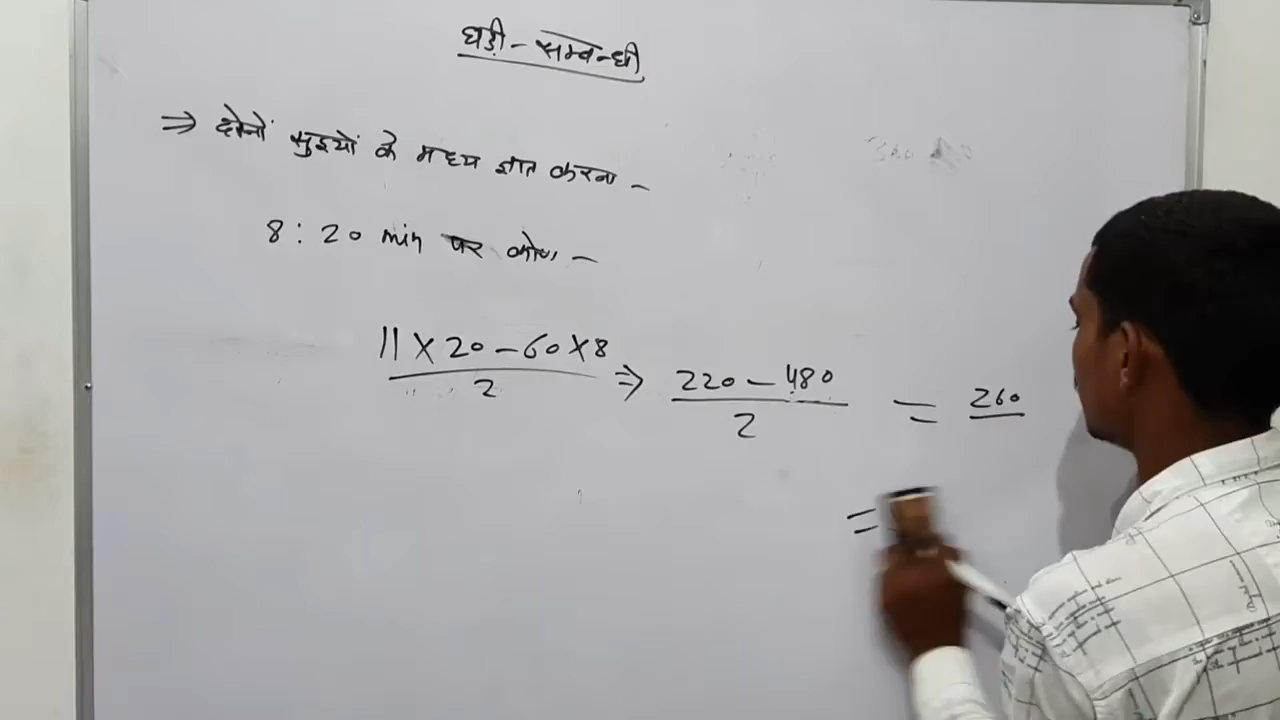 घड़ी - सम्बन्धी
⇒ दोनों सुइयों के मध्य ज्ञात करना -
8 : 20 min पर कोण -
11 × 20 - 60 × 8 / 2 ⇒ 220 - 480 / 2 = 260
=